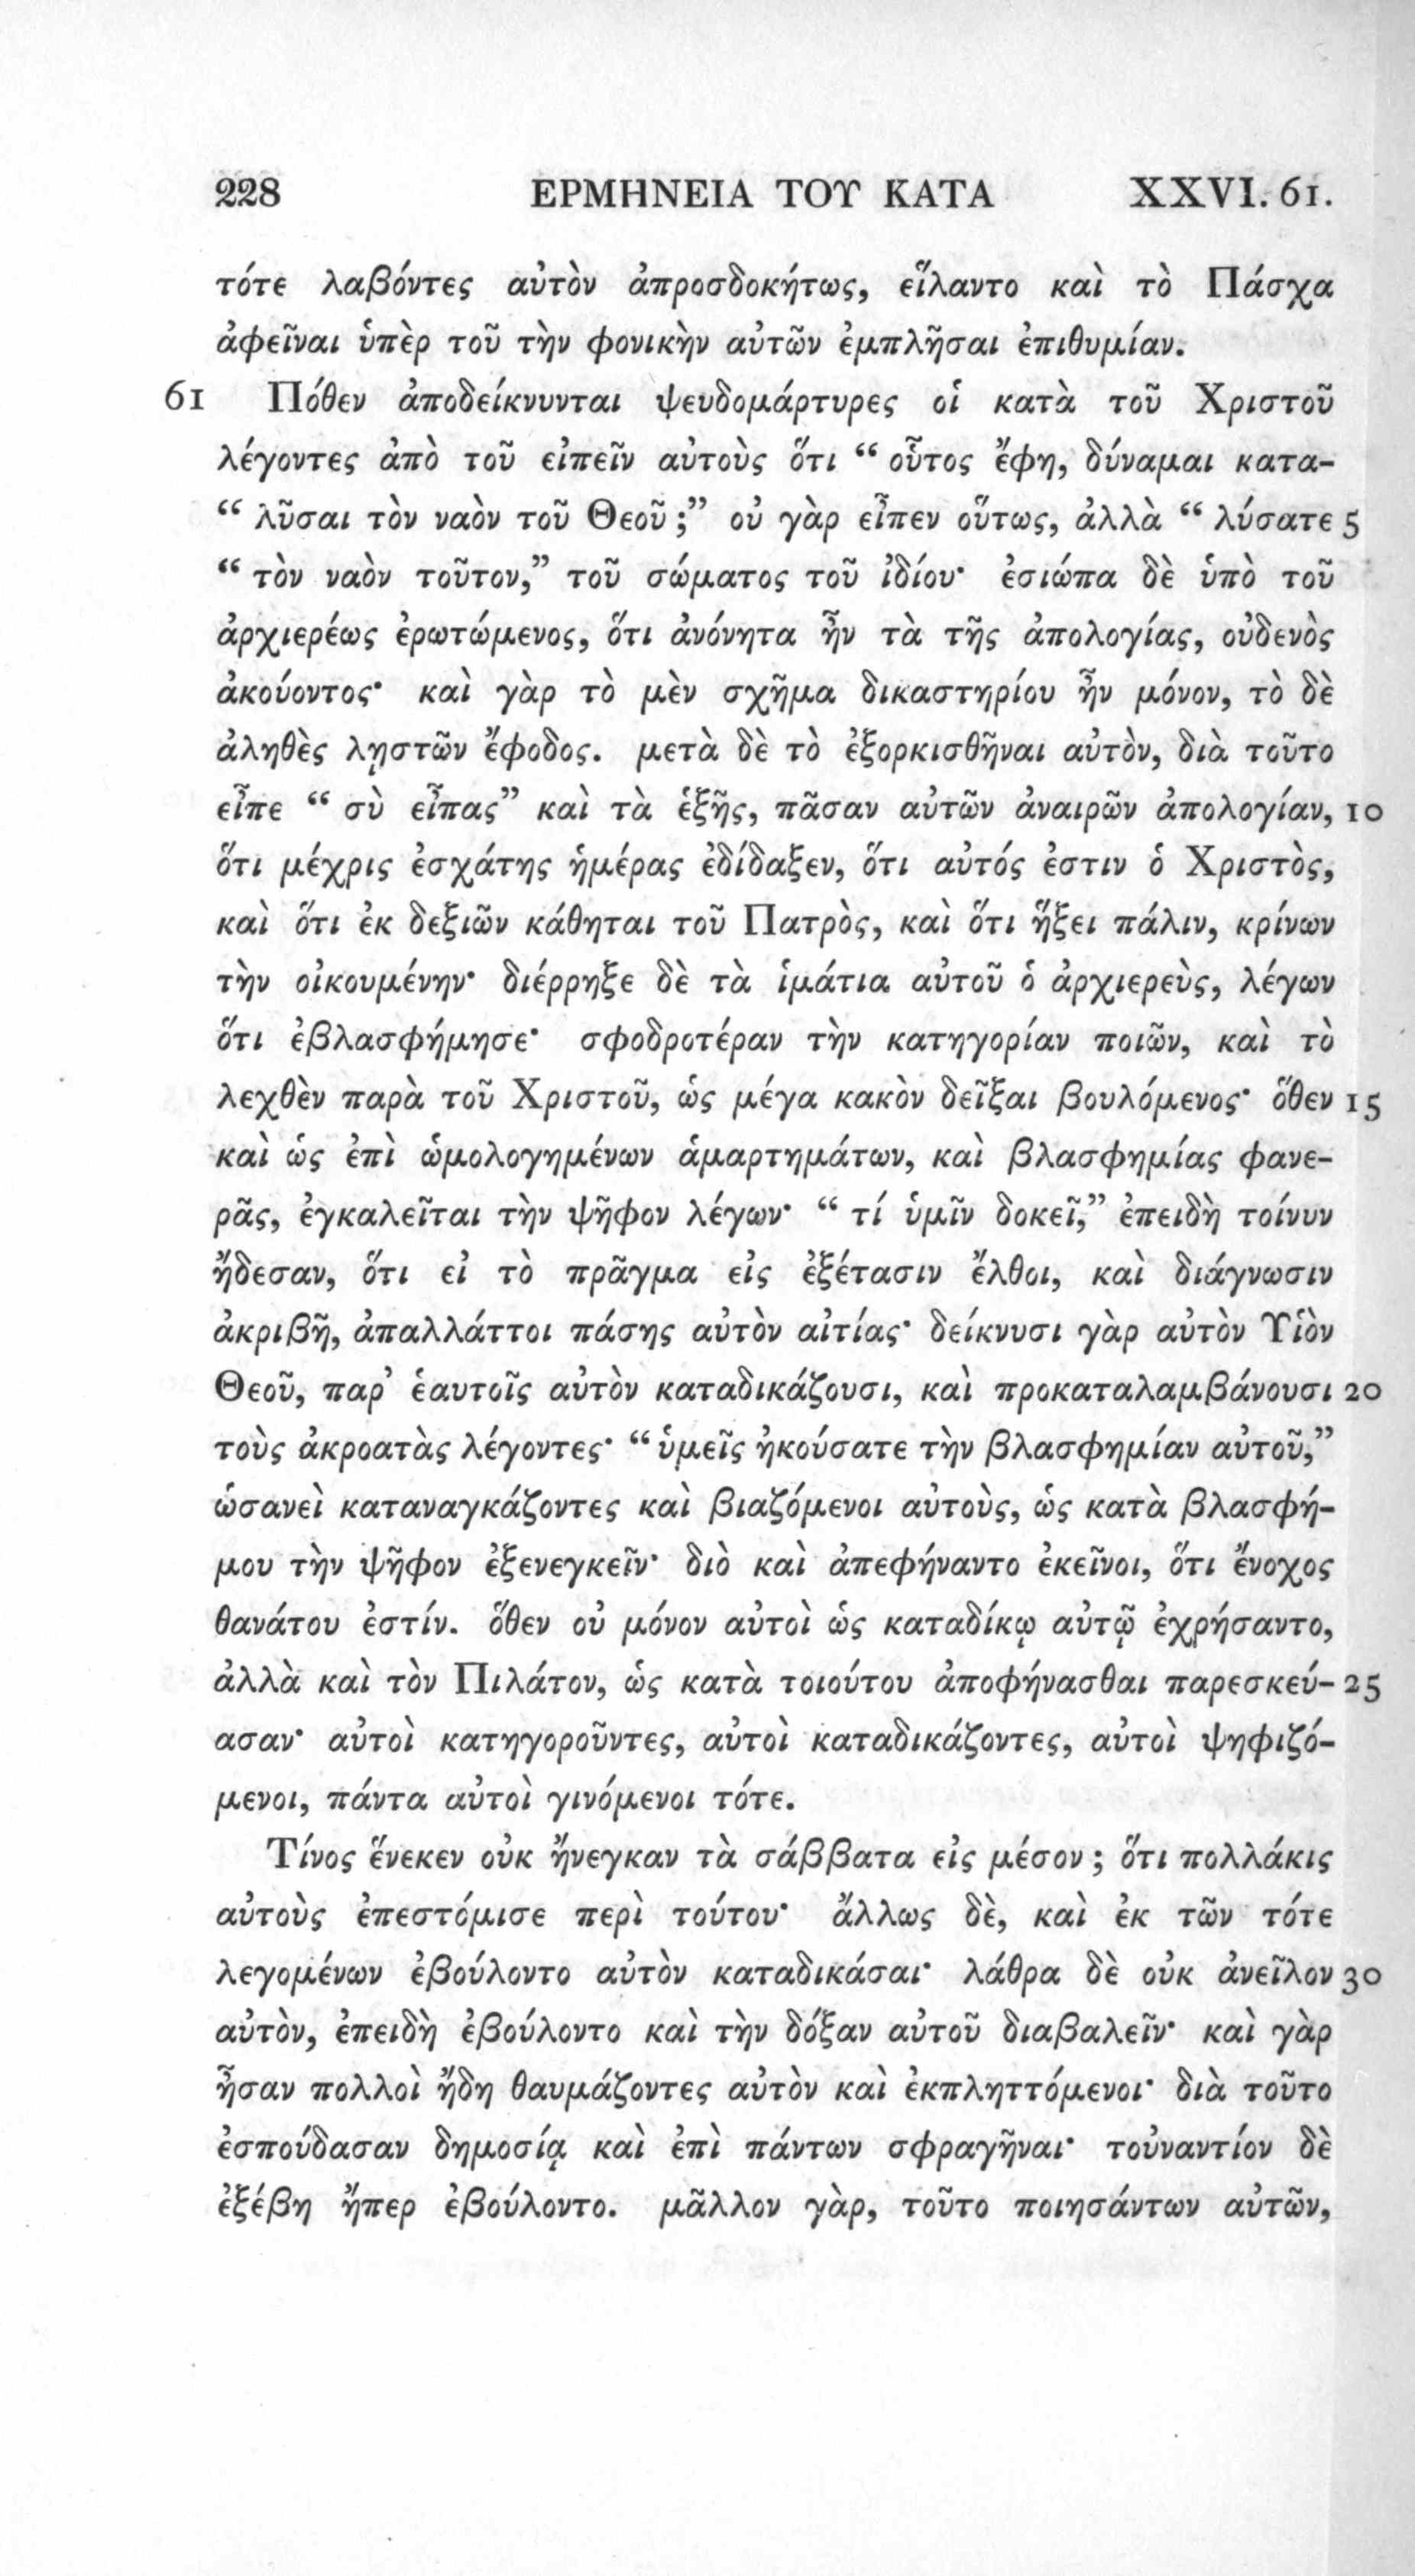 228 ΕΡΜΗΝΕΙΑ ΤΟΥ ΚΑΤΑ XXVI. 61.
τότε λαβόντες αὐτὸν ἀπροσδοκήτως, εἵλαντο καὶ τὸ Πάσχα
ἀφεῖναι ὑπὲρ τοῦ τὴν φονικὴν αὐτῶν ἐμπλῆσαι ἐπιθυμίαν.
61 Πόθεν ἀποδείκνυνται ψευδομάρτυρες οἱ κατὰ τοῦ Χριστοῦ
λέγοντες ἀπὸ τοῦ εἰπεῖν αὐτοὺς ὅτι “ οὗτος ἔφη, δύναμαι κατα-
“ λῦσαι τὸν ναὸν τοῦ Θεοῦ ;” οὐ γὰρ εἶπεν οὕτως, ἀλλὰ “ λύσατε 5
“ τὸν ναὸν τοῦτον,” τοῦ σώματος τοῦ ἰδίου· ἐσιώπα δὲ ὑπὸ τοῦ
ἀρχιερέως ἐρωτώμενος, ὅτι ἀνόνητα ἦν τὰ τῆς ἀπολογίας, οὐδενὸς
ἀκούοντος· καὶ γὰρ τὸ μὲν σχῆμα δικαστηρίου ἦν μόνον, τὸ δὲ
ἀληθὲς λῃστῶν ἔφοδος. μετὰ δὲ τὸ ἐξορκισθῆναι αὐτὸν, διὰ τοῦτο
εἶπε “ σὺ εἶπας” καὶ τὰ ἑξῆς, πᾶσαν αὐτῶν ἀναιρῶν ἀπολογίαν, 10
ὅτι μέχρις ἐσχάτης ἡμέρας ἐδίδαξεν, ὅτι αὐτός ἐστιν ὁ Χριστὸς,
καὶ ὅτι ἐκ δεξιῶν κάθηται τοῦ Πατρὸς, καὶ ὅτι ἥξει πάλιν, κρίνων
τὴν οἰκουμένην· διέρρηξε δὲ τὰ ἱμάτια αὐτοῦ ὁ ἀρχιερεὺς, λέγων
ὅτι ἐβλασφήμησε· σφοδροτέραν τὴν κατηγορίαν ποιῶν, καὶ τὸ
λεχθὲν παρὰ τοῦ Χριστοῦ, ὡς μέγα κακὸν δεῖξαι βουλόμενος· ὅθεν 15
καὶ ὡς ἐπὶ ὡμολογημένων ἁμαρτημάτων, καὶ βλασφημίας φανε-
ρᾶς, ἐγκαλεῖται τὴν ψῆφον λέγων· “ τί ὑμῖν δοκεῖ,” ἐπειδὴ τοίνυν
ᾔδεσαν, ὅτι εἰ τὸ πρᾶγμα εἰς ἐξέτασιν ἔλθοι, καὶ διάγνωσιν
ἀκριβῆ, ἀπαλλάττοι πάσης αὐτὸν αἰτίας· δείκνυσι γὰρ αὐτὸν Υἱὸν
Θεοῦ, παρ’ ἑαυτοῖς αὐτὸν καταδικάζουσι, καὶ προκαταλαμβάνουσι 20
τοὺς ἀκροατὰς λέγοντες· “ ὑμεῖς ἠκούσατε τὴν βλασφημίαν αὐτοῦ,”
ὡσανεὶ καταναγκάζοντες καὶ βιαζόμενοι αὐτοὺς, ὡς κατὰ βλασφή-
μου τὴν ψῆφον ἐξενεγκεῖν· διὸ καὶ ἀπεφήναντο ἐκεῖνοι, ὅτι ἔνοχος
θανάτου ἐστίν. ὅθεν οὐ μόνον αὐτοὶ ὡς καταδίκῳ αὐτῷ ἐχρήσαντο,
ἀλλὰ καὶ τὸν Πιλάτον, ὡς κατὰ τοιούτου ἀποφήνασθαι παρεσκεύ- 25
ασαν· αὐτοὶ κατηγοροῦντες, αὐτοὶ καταδικάζοντες, αὐτοὶ ψηφιζό-
μενοι, πάντα αὐτοὶ γινόμενοι τότε.
Τίνος ἕνεκεν οὐκ ἤνεγκαν τὰ σάββατα εἰς μέσον ; ὅτι πολλάκις
αὐτοὺς ἐπεστόμισε περὶ τούτου· ἄλλως δὲ, καὶ ἐκ τῶν τότε
λεγομένων ἐβούλοντο αὐτὸν καταδικάσαι· λάθρα δὲ οὐκ ἀνεῖλον 30
αὐτὸν, ἐπειδὴ ἐβούλοντο καὶ τὴν δόξαν αὐτοῦ διαβαλεῖν· καὶ γὰρ
ἦσαν πολλοὶ ἤδη θαυμάζοντες αὐτὸν καὶ ἐκπληττόμενοι· διὰ τοῦτο
ἐσπούδασαν δημοσίᾳ καὶ ἐπὶ πάντων σφραγῆναι· τοὐναντίον δὲ
ἐξέβη ἤπερ ἐβούλοντο. μᾶλλον γὰρ, τοῦτο ποιησάντων αὐτῶν,